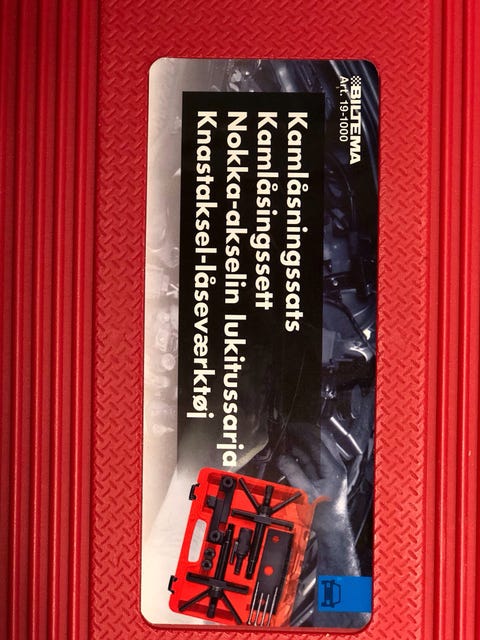 BILTEMA
Art. 19-1000
Kamlåsningssats
Kamlåsingssett
Nokka-akselin lukitussarja
Knastaksel-låseværktøj